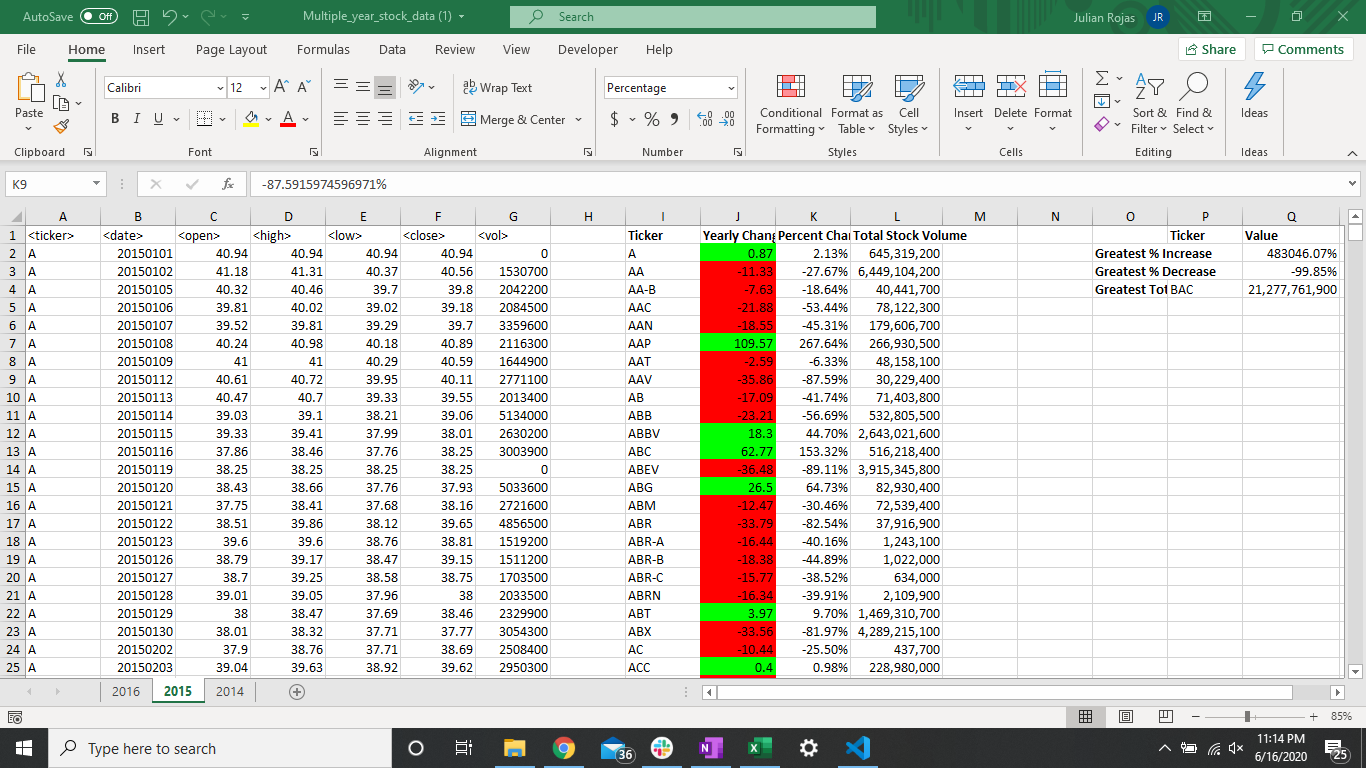 AutoSave Off Multiple_year_stock_data (1) Search Julian Rojas JR
File Home Insert Page Layout Formulas Data Review View Developer Help Share Comments
Paste Calibri 12 A A Wrap Text Percentage Conditional Formatting Format as Table Cell Styles Insert Delete Format Sort & Filter Find & Select Ideas
B I U A Merge & Center $ % 9
Clipboard Font Alignment Number Styles Cells Editing Ideas
K9 fx -87.5915974596971%
A B C D E F G H I J K L M N O P Q
1 <ticker> <date> <open> <high> <low> <close> <vol> Ticker Yearly Chang Percent Chan Total Stock Volume Ticker Value
2 A 20150101 40.94 40.94 40.94 40.94 0 A 0.87 2.13% 645,319,200 Greatest % Increase 483046.07%
3 A 20150102 41.18 41.31 40.37 40.56 1530700 AA -11.33 -27.67% 6,449,104,200 Greatest % Decrease -99.85%
4 A 20150105 40.32 40.46 39.7 39.8 2042200 AA-B -7.63 -18.64% 40,441,700 Greatest Tot BAC 21,277,761,900
5 A 20150106 39.81 40.02 39.02 39.18 2084500 AAC -21.88 -53.44% 78,122,300
6 A 20150107 39.52 39.81 39.29 39.7 3359600 AAN -18.55 -45.31% 179,606,700
7 A 20150108 40.24 40.98 40.18 40.89 2116300 AAP 109.57 267.64% 266,930,500
8 A 20150109 41 41 40.29 40.59 1644900 AAT -2.59 -6.33% 48,158,100
9 A 20150112 40.61 40.72 39.95 40.11 2771100 AAV -35.86 -87.59% 30,229,400
10 A 20150113 40.47 40.7 39.33 39.55 2013400 AB -17.09 -41.74% 71,403,800
11 A 20150114 39.03 39.1 38.21 39.06 5134000 ABB -23.21 -56.69% 532,805,500
12 A 20150115 39.33 39.41 37.99 38.01 2630200 ABBV 18.3 44.70% 2,643,021,600
13 A 20150116 37.86 38.46 37.76 38.25 3003900 ABC 62.77 153.32% 516,218,400
14 A 20150119 38.25 38.25 38.25 38.25 0 ABEV -36.48 -89.11% 3,915,345,800
15 A 20150120 38.43 38.66 37.76 37.93 5033600 ABG 26.5 64.73% 82,930,400
16 A 20150121 37.75 38.41 37.68 38.16 2721600 ABM -12.47 -30.46% 72,539,400
17 A 20150122 38.51 39.86 38.12 39.65 4856500 ABR -33.79 -82.54% 37,916,900
18 A 20150123 39.6 39.6 38.76 38.81 1519200 ABR-A -16.44 -40.16% 1,243,100
19 A 20150126 38.79 39.17 38.47 39.15 1511200 ABR-B -18.38 -44.89% 1,022,000
20 A 20150127 38.7 39.25 38.58 38.75 1703500 ABR-C -15.77 -38.52% 634,000
21 A 20150128 39.01 39.05 37.96 38 2033500 ABRN -16.34 -39.91% 2,109,900
22 A 20150129 38 38.47 37.69 38.46 2329900 ABT 3.97 9.70% 1,469,310,700
23 A 20150130 38.01 38.32 37.71 37.77 3054300 ABX -33.56 -81.97% 4,289,215,100
24 A 20150202 37.9 38.76 37.71 38.69 2508400 AC -10.44 -25.50% 437,700
25 A 20150203 39.04 39.63 38.92 39.62 2950300 ACC 0.4 0.98% 228,980,000
2016 2015 2014
85%
Type here to search 36 11:14 PM
6/16/2020 25